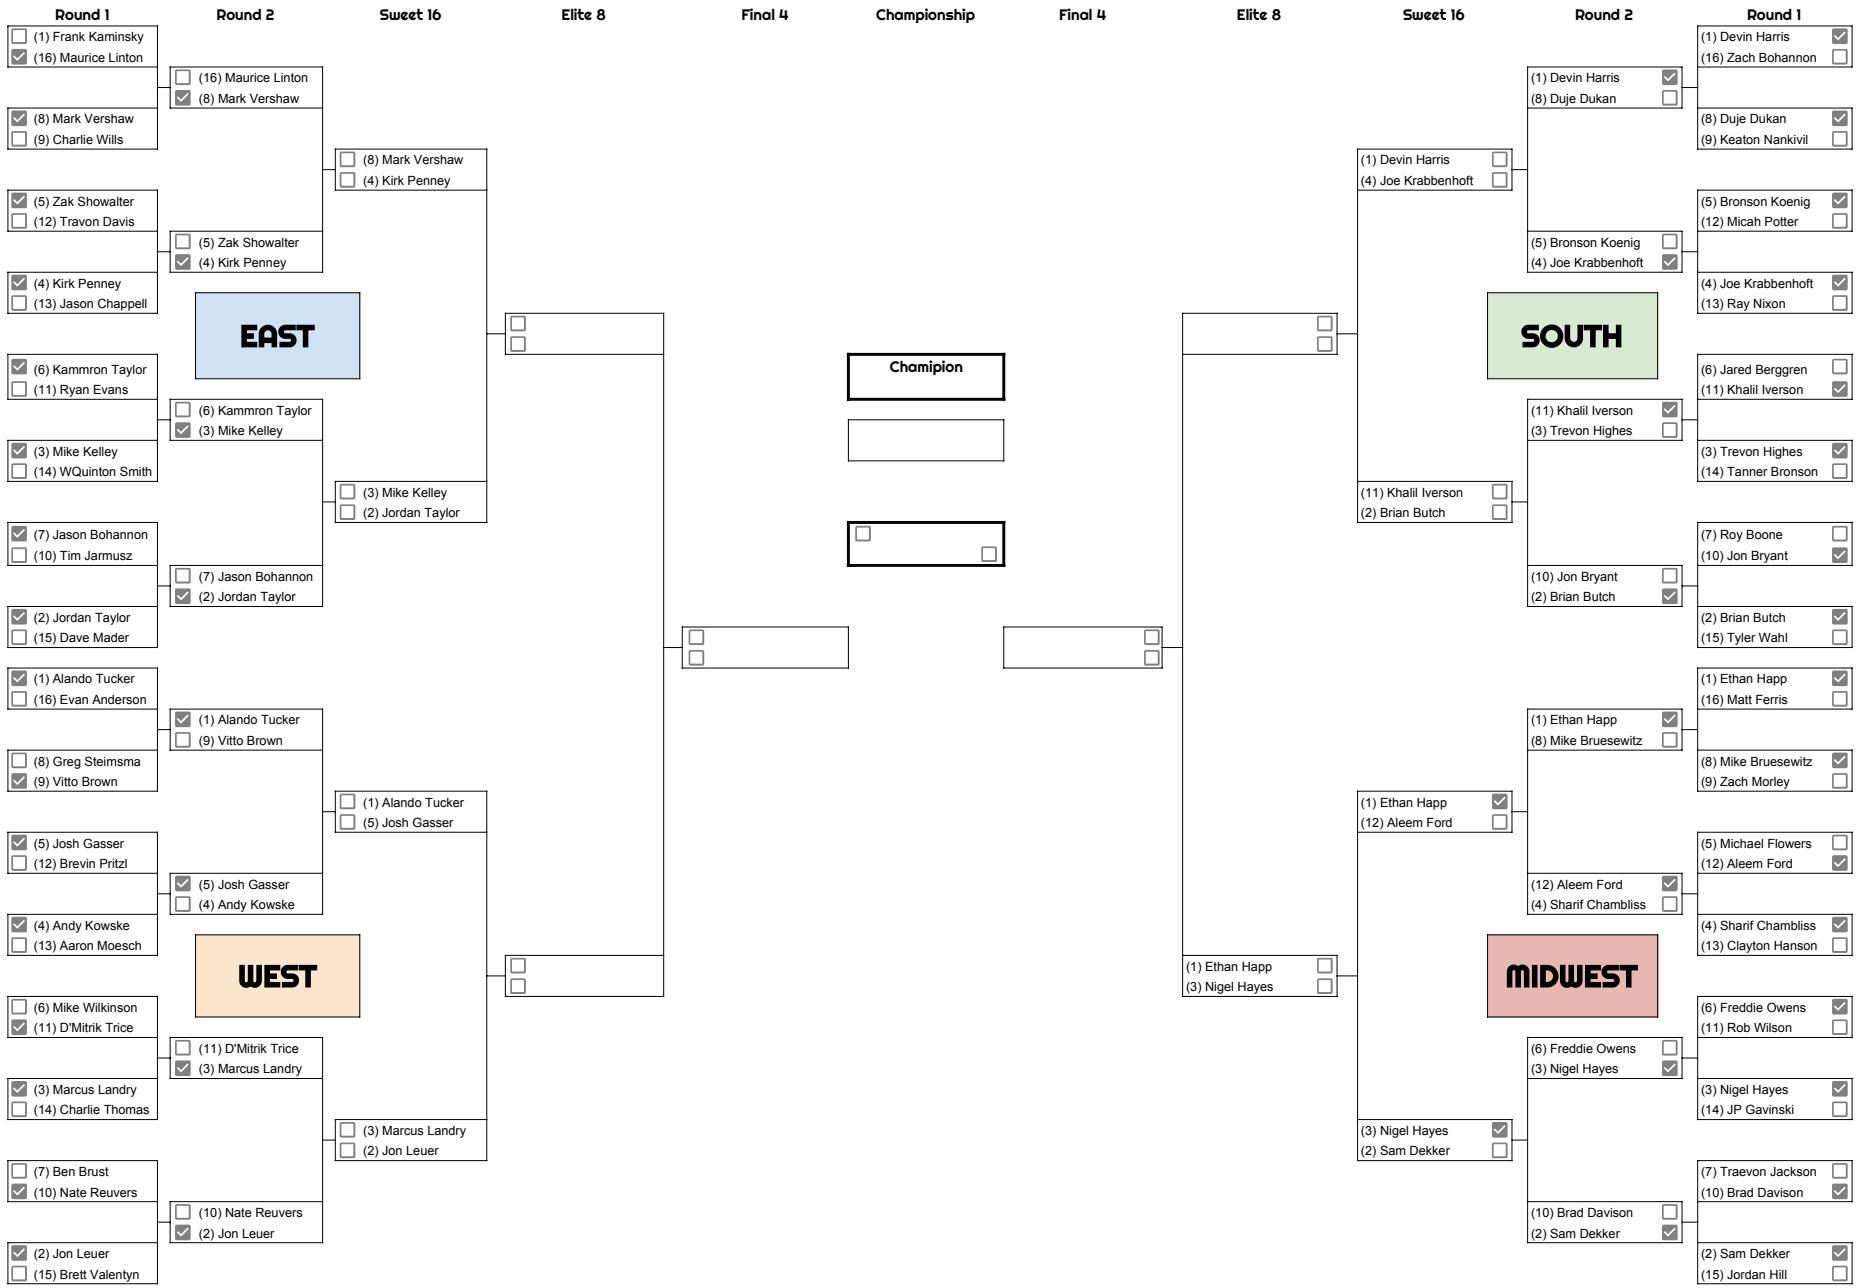 Round 1
Round 2
Sweet 16
Elite 8
Final 4
Championship
Final 4
Elite 8
Sweet 16
Round 2
Round 1
(1) Frank Kaminsky
(16) Maurice Linton
(8) Mark Vershaw
(9) Charlie Wills
(5) Zak Showalter
(12) Travon Davis
(4) Kirk Penney
(13) Jason Chappell
(6) Kammron Taylor
(11) Ryan Evans
(3) Mike Kelley
(14) WQuinton Smith
(7) Jason Bohannon
(10) Tim Jarmusz
(2) Jordan Taylor
(15) Dave Mader
(16) Maurice Linton
(8) Mark Vershaw
(5) Zak Showalter
(4) Kirk Penney
EAST
(6) Kammron Taylor
(3) Mike Kelley
(7) Jason Bohannon
(2) Jordan Taylor
(8) Mark Vershaw
(4) Kirk Penney
(3) Mike Kelley
(2) Jordan Taylor
(1) Alando Tucker
(16) Evan Anderson
(8) Greg Steimsma
(9) Vitto Brown
(5) Josh Gasser
(12) Brevin Pritzl
(4) Andy Kowske
(13) Aaron Moesch
(6) Mike Wilkinson
(11) D'Mitrik Trice
(3) Marcus Landry
(14) Charlie Thomas
(7) Ben Brust
(10) Nate Reuvers
(2) Jon Leuer
(15) Brett Valentyn
(1) Alando Tucker
(9) Vitto Brown
(5) Josh Gasser
(4) Andy Kowske
WEST
(11) D'Mitrik Trice
(3) Marcus Landry
(10) Nate Reuvers
(2) Jon Leuer
(1) Alando Tucker
(5) Josh Gasser
(3) Marcus Landry
(2) Jon Leuer
Chamipion
(1) Devin Harris
(4) Joe Krabbenhoft
(11) Khalil Iverson
(2) Brian Butch
(1) Devin Harris
(8) Duje Dukan
(5) Bronson Koenig
(4) Joe Krabbenhoft
SOUTH
(11) Khalil Iverson
(3) Trevon Highes
(10) Jon Bryant
(2) Brian Butch
(1) Devin Harris
(16) Zach Bohannon
(8) Duje Dukan
(9) Keaton Nankivil
(5) Bronson Koenig
(12) Micah Potter
(4) Joe Krabbenhoft
(13) Ray Nixon
(6) Jared Berggren
(11) Khalil Iverson
(3) Trevon Highes
(14) Tanner Bronson
(7) Roy Boone
(10) Jon Bryant
(2) Brian Butch
(15) Tyler Wahl
(1) Ethan Happ
(3) Nigel Hayes
(1) Ethan Happ
(12) Aleem Ford
(3) Nigel Hayes
(2) Sam Dekker
(1) Ethan Happ
(8) Mike Bruesewitz
(12) Aleem Ford
(4) Sharif Chambliss
MIDWEST
(6) Freddie Owens
(3) Nigel Hayes
(10) Brad Davison
(2) Sam Dekker
(1) Ethan Happ
(16) Matt Ferris
(8) Mike Bruesewitz
(9) Zach Morley
(5) Michael Flowers
(12) Aleem Ford
(4) Sharif Chambliss
(13) Clayton Hanson
(6) Freddie Owens
(11) Rob Wilson
(3) Nigel Hayes
(14) JP Gavinski
(7) Traevon Jackson
(10) Brad Davison
(2) Sam Dekker
(15) Jordan Hill